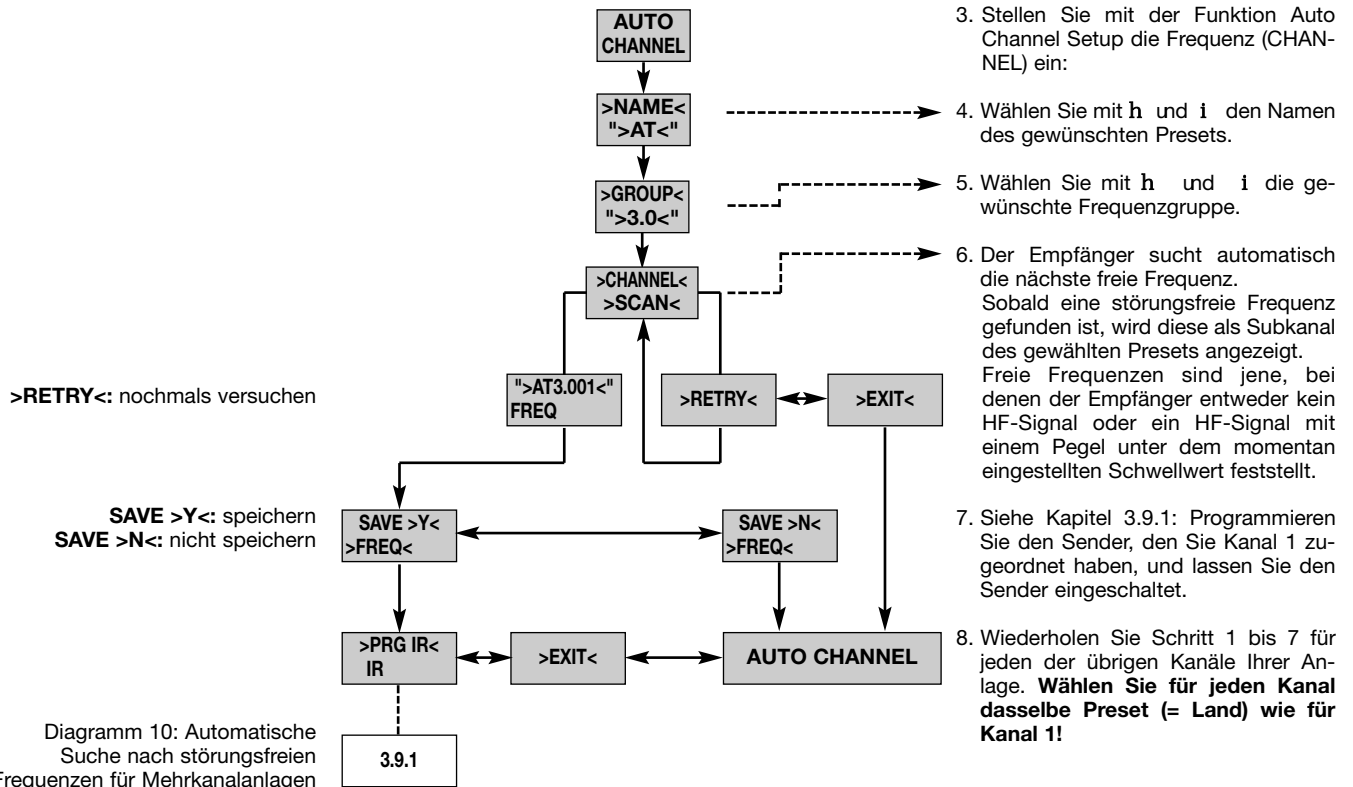 AUTO
CHANNEL
>NAME<
">AT<"
>GROUP<
">3.0<"
>CHANNEL<
>SCAN<
">AT3.001<"
FREQ
>RETRY<
>EXIT<
>RETRY<: nochmals versuchen
SAVE >Y<: speichern
SAVE >N<: nicht speichern
SAVE >Y<
>FREQ<
SAVE >N<
>FREQ<
>PRG IR<
IR
>EXIT<
AUTO CHANNEL
3.9.1
Diagramm 10: Automatische
Suche nach störungsfreien
Frequenzen für Mehrkanalanlagen
3. Stellen Sie mit der Funktion Auto
Channel Setup die Frequenz (CHAN-
NEL) ein:
4. Wählen Sie mit h und i den Namen
des gewünschten Presets.
5. Wählen Sie mit h und i die ge-
wünschte Frequenzgruppe.
6. Der Empfänger sucht automatisch
die nächste freie Frequenz.
Sobald eine störungsfreie Frequenz
gefunden ist, wird diese als Subkanal
des gewählten Presets angezeigt.
Freie Frequenzen sind jene, bei
denen der Empfänger entweder kein
HF-Signal oder ein HF-Signal mit
einem Pegel unter dem momentan
eingestellten Schwellwert feststellt.
7. Siehe Kapitel 3.9.1: Programmieren
Sie den Sender, den Sie Kanal 1 zu-
geordnet haben, und lassen Sie den
Sender eingeschaltet.
8. Wiederholen Sie Schritt 1 bis 7 für
jeden der übrigen Kanäle Ihrer An-
lage. Wählen Sie für jeden Kanal
dasselbe Preset (= Land) wie für
Kanal 1!